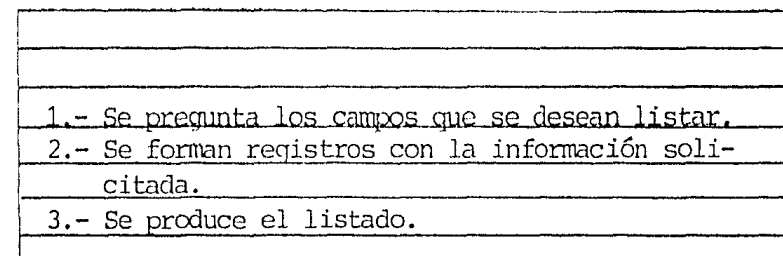 1.- Se pregunta los campos que se desean listar.
2.- Se forman registros con la información soli-
citada.
3.- Se produce el listado.